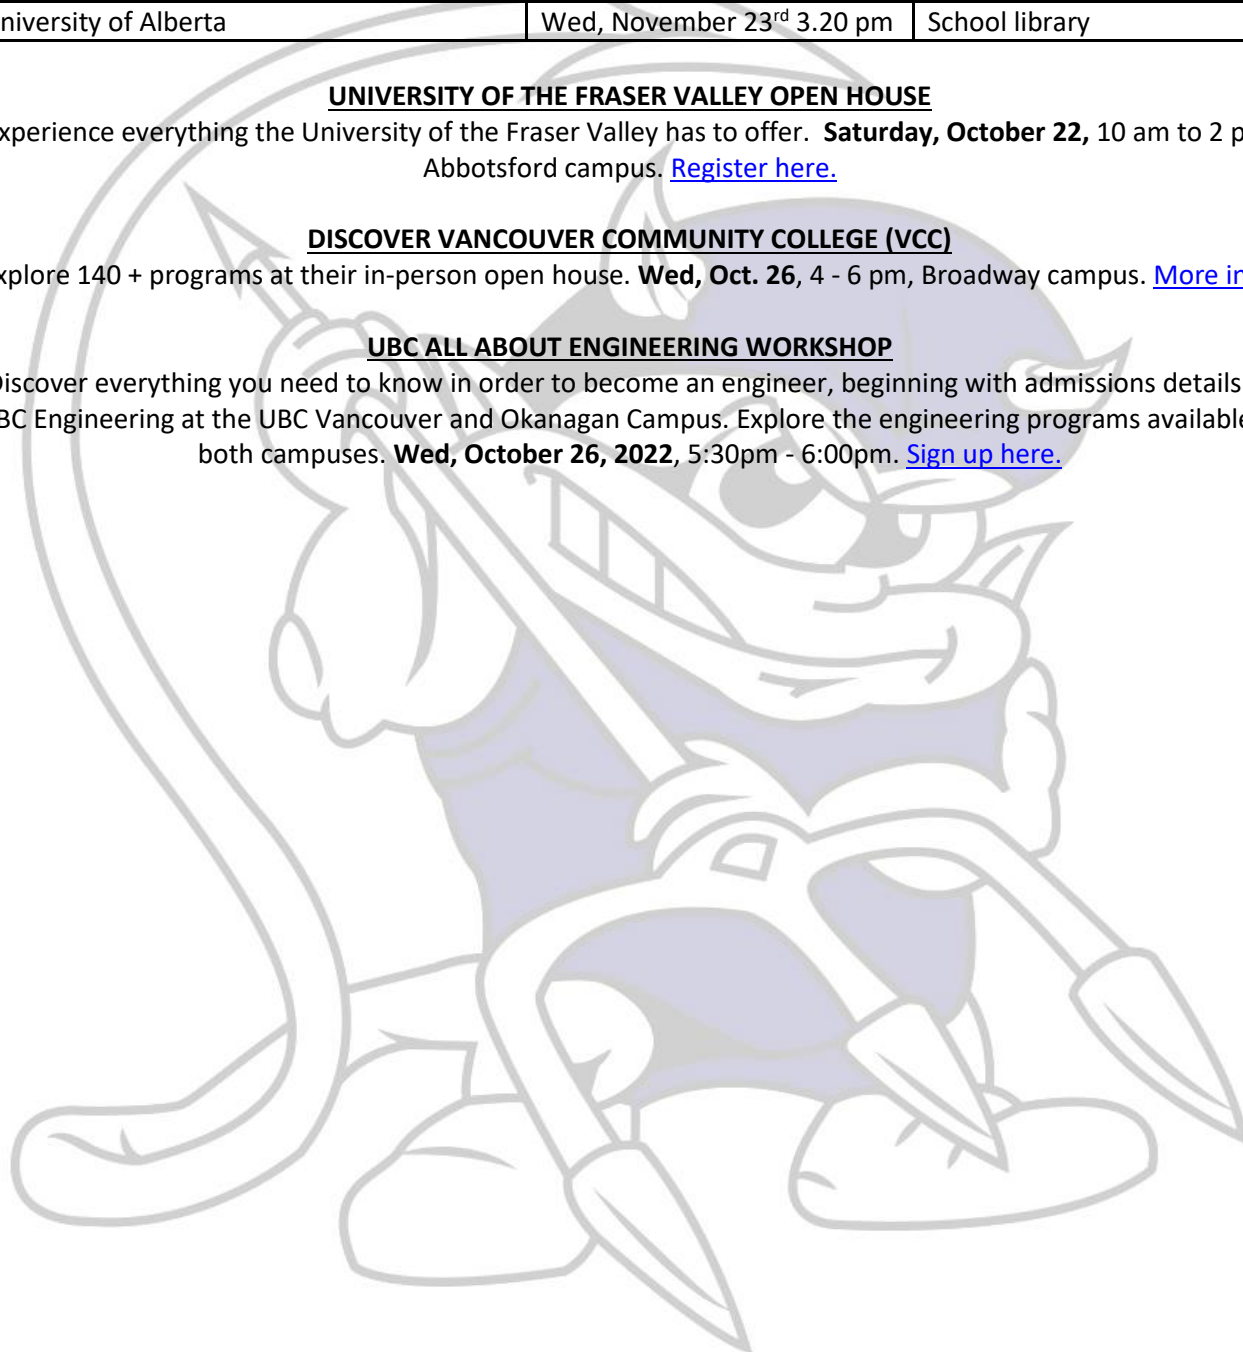 niversity of Alberta Wed, November 23rd 3.20 pm School library
UNIVERSITY OF THE FRASER VALLEY OPEN HOUSE
xperience everything the University of the Fraser Valley has to offer. Saturday, October 22, 10 am to 2 p
Abbotsford campus. Register here.
DISCOVER VANCOUVER COMMUNITY COLLEGE (VCC)
xplore 140 + programs at their in-person open house. Wed, Oct. 26, 4 - 6 pm, Broadway campus. More in
UBC ALL ABOUT ENGINEERING WORKSHOP
Discover everything you need to know in order to become an engineer, beginning with admissions details
BC Engineering at the UBC Vancouver and Okanagan Campus. Explore the engineering programs available
both campuses. Wed, October 26, 2022, 5:30pm - 6:00pm. Sign up here.